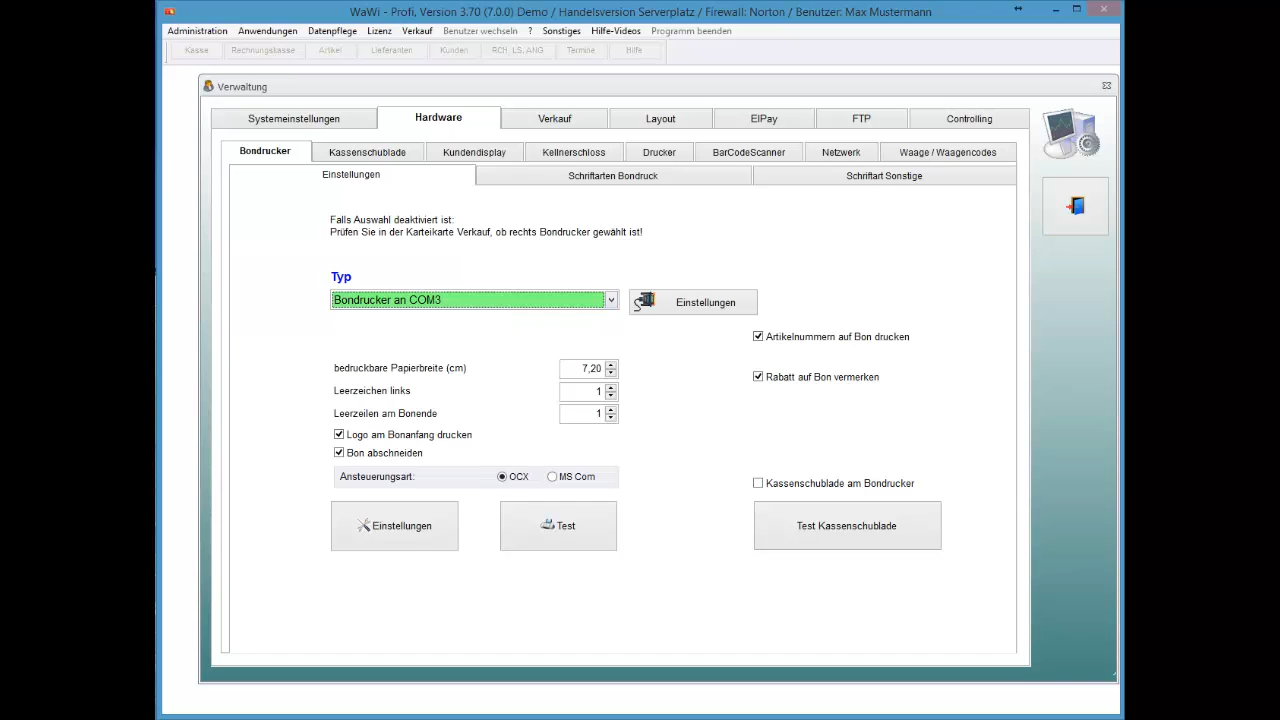 WaWi - Profi, Version 3.70 (7.0.0) Demo / Handelsversion Serverplatz / Firewall: Norton / Benutzer: Max Mustermann
Administration Anwendungen Datenpflege Lizenz Verkauf Benutzer wechseln ? Sonstiges Hilfe-Videos Programm beenden
Kasse Rechnungskasse Artikel Lieferanten Kunden RCH, LS, ANG Termine Hilfe
Verwaltung
Systemeinstellungen Hardware Verkauf Layout ElPay FTP Controlling
Bondrucker Kassenschublade Kundendisplay Kellnerschloss Drucker BarCodeScanner Netzwerk Waage / Waagencodes
Einstellungen Schriftarten Bondruck Schriftart Sonstige
Falls Auswahl deaktiviert ist:
Prüfen Sie in der Karteikarte Verkauf, ob rechts Bondrucker gewählt ist!
Typ
Bondrucker an COM3 Einstellungen
Artikelnummern auf Bon drucken
bedruckbare Papierbreite (cm) 7,20
Rabatt auf Bon vermerken
Leerzeichen links 1
Leerzeilen am Bonende 1
Logo am Bonanfang drucken
Bon abschneiden
Ansteuerungsart: OCX MS Com
Kassenschublade am Bondrucker
Einstellungen Test Test Kassenschublade